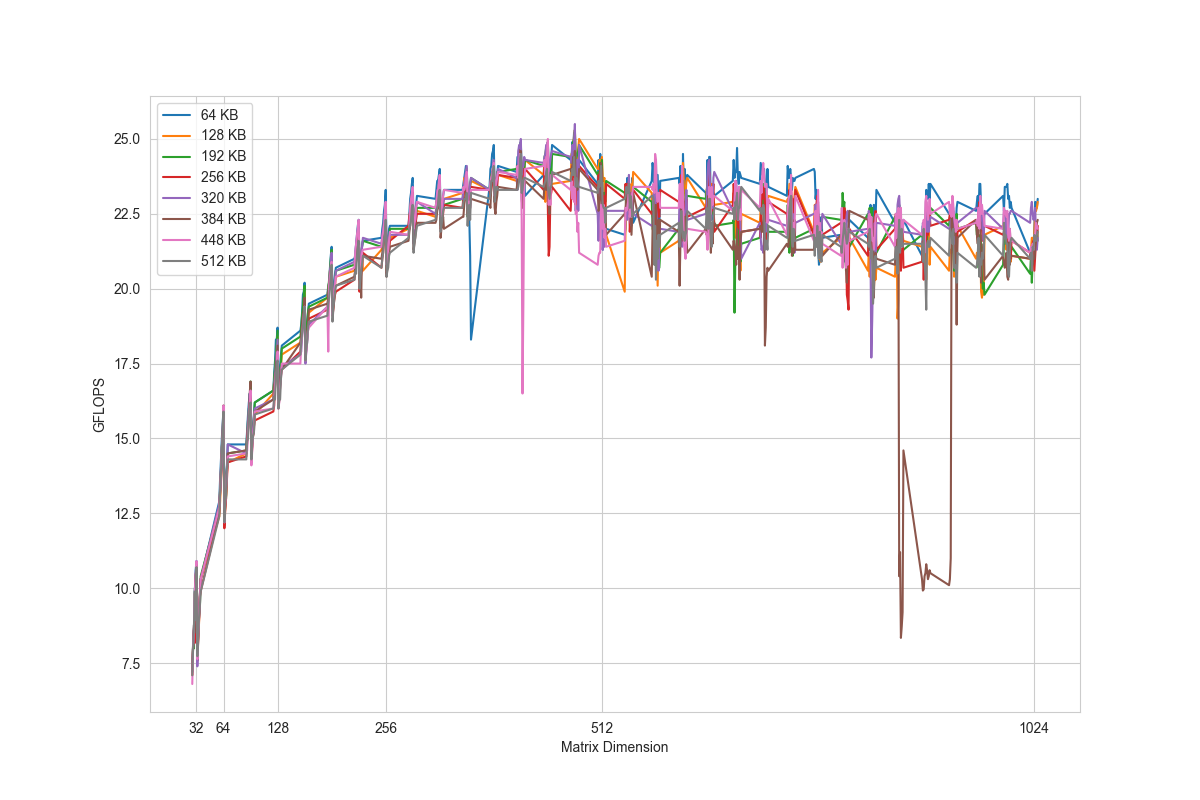 64 KB
128 KB
192 KB
256 KB
320 KB
384 KB
448 KB
512 KB
25.0
22.5
20.0
17.5
15.0
12.5
10.0
7.5
GFLOPS
32 64 128 256 512 1024
Matrix Dimension